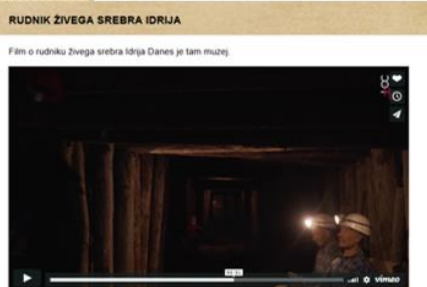 RUDNIK ŽIVEGA SREBRA IDRIJA
Film o rudniku živega srebra Idrija Danes je tam muzej.
vimeo